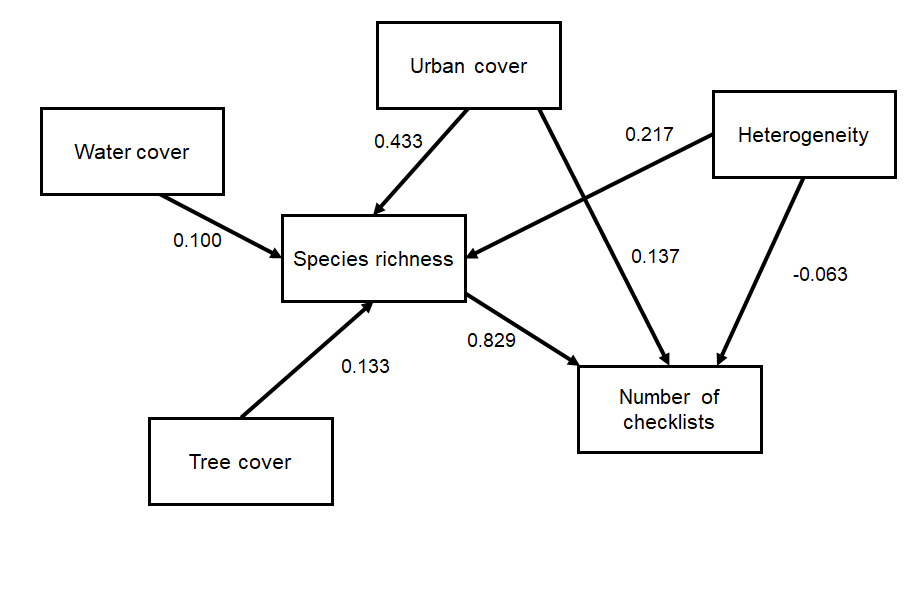 Urban cover
Heterogeneity
Water cover
0.433
0.217
0.100
Species richness
0.137
-0.063
0.829
0.133
Number of
checklists
Tree cover